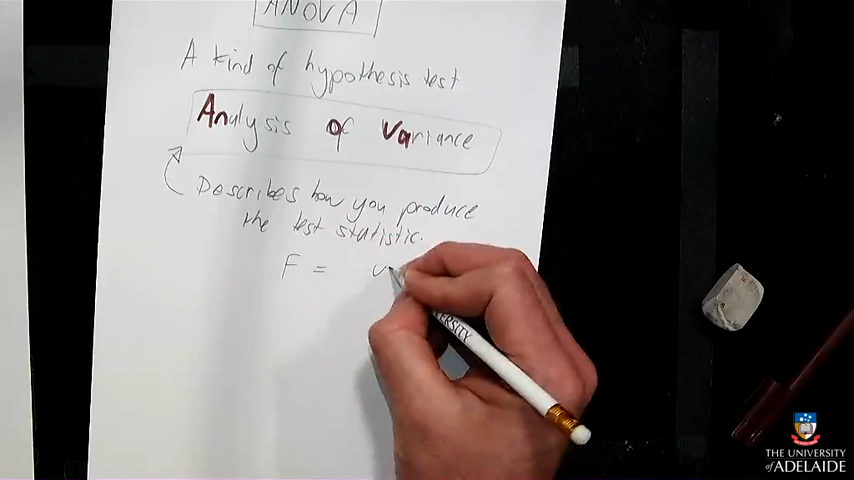 ANOVA
A kind of hypothesis test
Analysis of Variance
Describes how you produce
the test statistic.
F = v
VERSITY
THE UNIVERSITY
of ADELAIDE